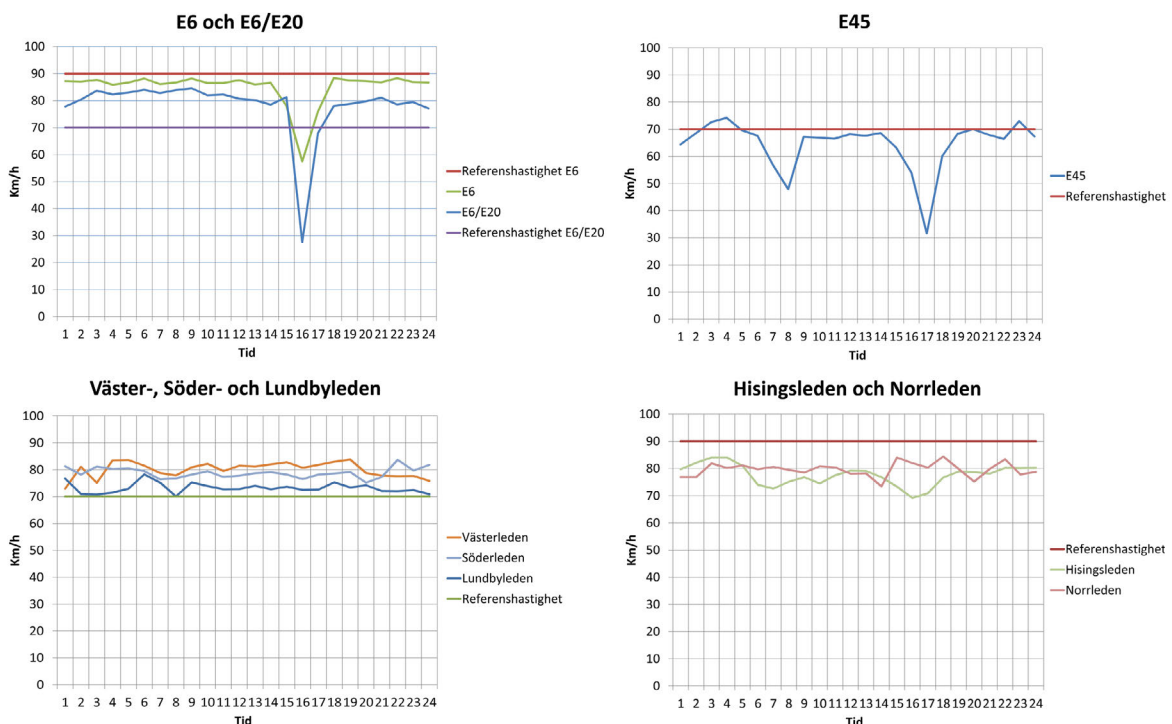 E6 och E6/E20
100
90
80
70
60
50
40
30
20
10
0
Km/h
1 2 3 4 5 6 7 8 9 10 11 12 13 14 15 16 17 18 19 20 21 22 23 24
Tid
Referenshastighet E6
E6
E6/E20
Referenshastighet E6/E20
E45
100
90
80
70
60
50
40
30
20
10
0
Km/h
1 2 3 4 5 6 7 8 9 10 11 12 13 14 15 16 17 18 19 20 21 22 23 24
Tid
E45
Referenshastighet
Väster-, Söder- och Lundbyleden
100
90
80
70
60
50
40
30
20
10
0
Km/h
1 2 3 4 5 6 7 8 9 10 11 12 13 14 15 16 17 18 19 20 21 22 23 24
Tid
Västerleden
Söderleden
Lundbyleden
Referenshastighet
Hisingsleden och Norrleden
100
90
80
70
60
50
40
30
20
10
0
Km/h
1 2 3 4 5 6 7 8 9 10 11 12 13 14 15 16 17 18 19 20 21 22 23 24
Tid
Referenshastighet
Hisingsleden
Norrleden